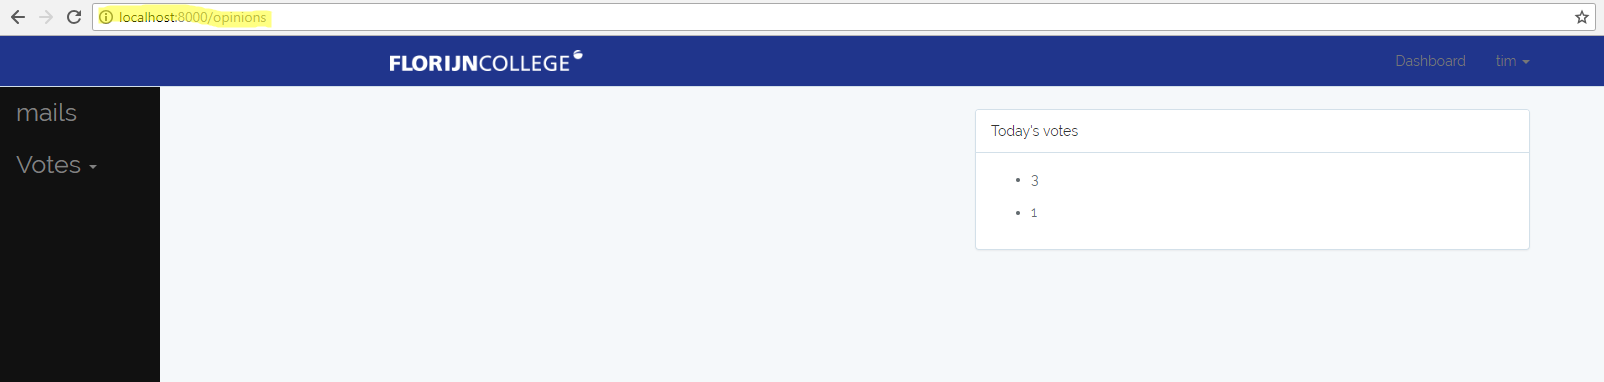 localhost:8000/opinions
FLORIJNCOLLEGE
Dashboard
tim
mails
Votes
Today's votes
3
1